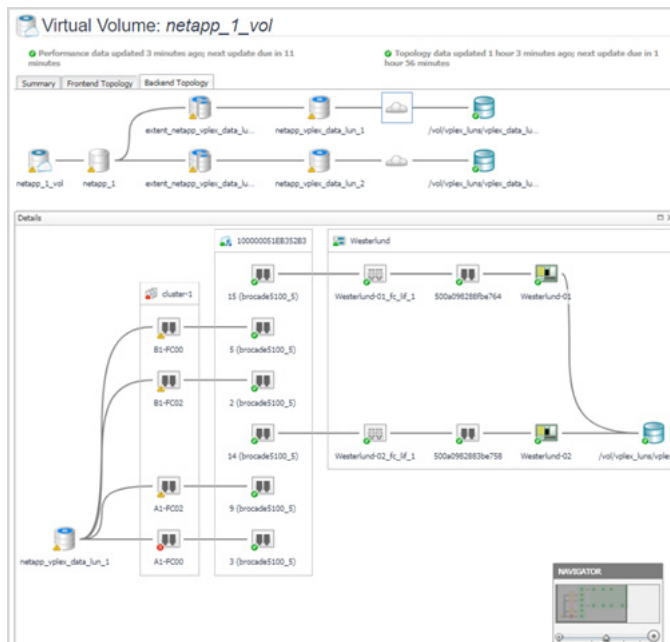 Virtual Volume: netapp_1_vol
Performance data updated 3 minutes ago; next update due in 11 minutes
Topology data updated 1 hour 3 minutes ago; next update due in 1 hour 56 minutes
Summary Frontend Topology Backend Topology
extent_netapp_vplex_data_lu... netapp_vplex_data_lun_1 /vol/vplex_luns/vplex_data_lu...
netapp_1_vol netapp_1 extent_netapp_vplex_data_lu... netapp_vplex_data_lun_2 /vol/vplex_luns/vplex_data_lu...
Details
100000051EB352B3 Westerlund
cluster-1
15 (brocade5100_5) Westerlund-01_fc_lif_1 500a098288fbe764 Westerlund-01
B1-FC00 5 (brocade5100_5)
B1-FC02 2 (brocade5100_5)
14 (brocade5100_5) Westerlund-02_fc_lif_1 500a0982883be758 Westerlund-02 /vol/vplex_luns/vplex
A1-FC02 9 (brocade5100_5)
netapp_vplex_data_lun_1 A1-FC00 3 (brocade5100_5)
NAVIGATOR